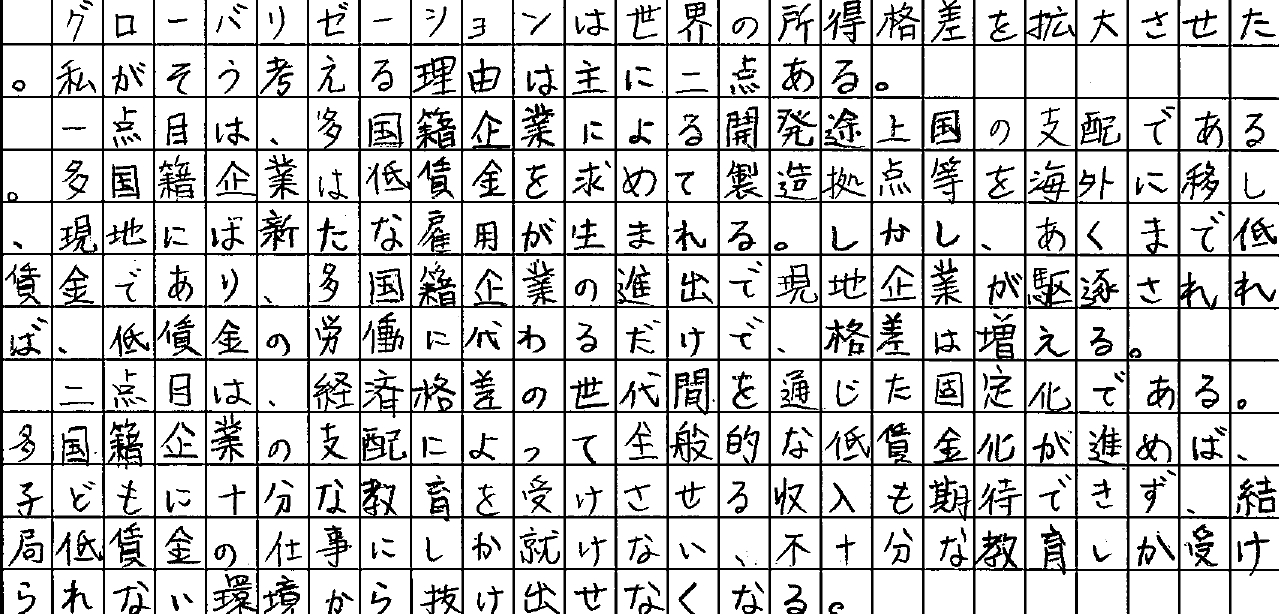 グローバリゼーションは世界の所得格差を拡大させた
。私がそう考える理由は主に二点ある。
一点目は、多国籍企業による開発途上国の支配である
。多国籍企業は低賃金を求めて製造拠点等を海外に移し
、現地には新たな雇用が生まれる。しかし、あくまで低
賃金であり、多国籍企業の進出で現地企業が駆逐されれ
ば、低賃金の労働に代わるだけで、格差は増える。
二点目は、経済格差の世代間を通じた固定化である。
多国籍企業の支配によって全般的な低賃金化が進めば、
子どもに十分な教育を受けさせる収入も期待できず、結
局低賃金の仕事にしか就けない、不十分な教育しか受け
られない環境から抜け出せなくなる。